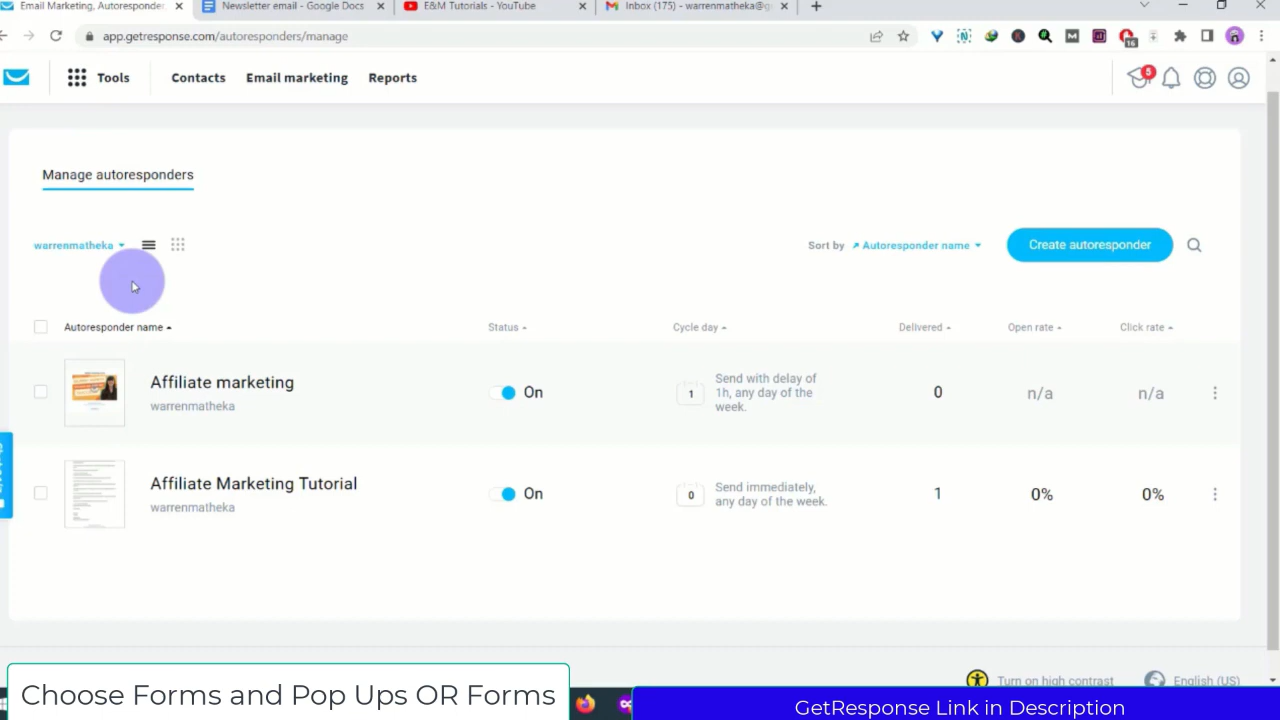 Email Marketing, Autoresponder
Newsletter email - Google Docs
E&M Tutorials - YouTube
Inbox (175) - warrenmatheka@g
app.getresponse.com/autoresponders/manage
16
Tools
Contacts
Email marketing
Reports
5
Manage autoresponders
warrenmatheka
Sort by
Autoresponder name
Create autoresponder
Autoresponder name
Status
Cycle day
Delivered
Open rate
Click rate
Affiliate marketing
warrenmatheka
On
1
Send with delay of
1h, any day of the
week.
0
n/a
n/a
Affiliate Marketing Tutorial
warrenmatheka
On
0
Send immediately,
any day of the week.
1
0%
0%
Turn on high contrast
English (US)
Choose Forms and Pop Ups OR Forms
GetResponse Link in Description